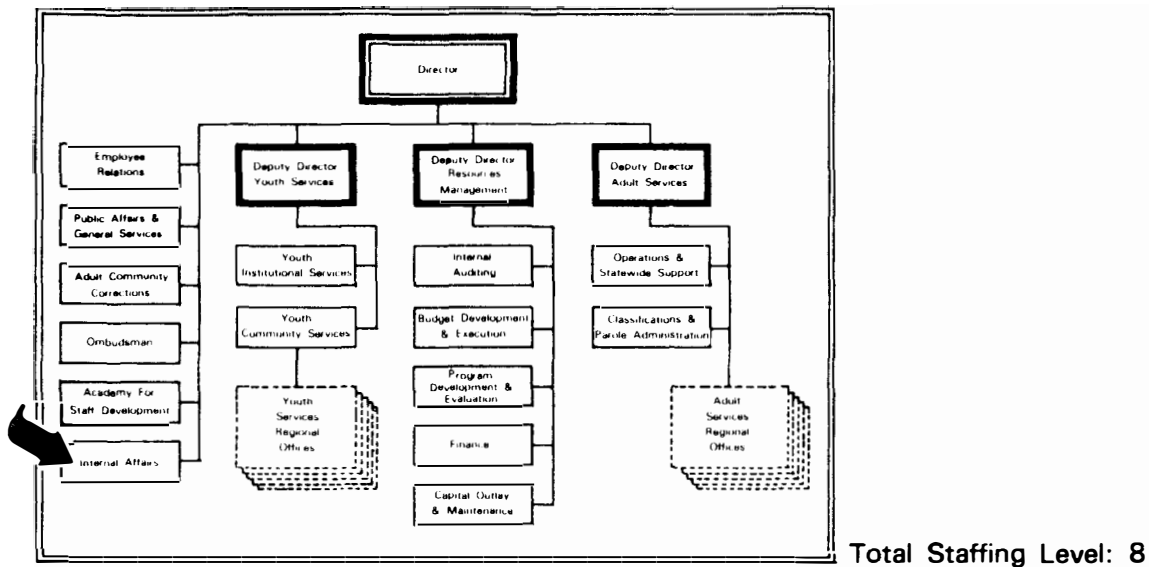 Director
Employee
Relations
Public Affairs &
General Services
Adult Community
Corrections
Ombudsman
Academy For
Staff Development
Internal Affairs
Deputy Director
Youth Services
Youth
Institutional Services
Youth
Community Services
Youth
Services
Regional
Offices
Deputy Director
Resources
Management
Internal
Auditing
Budget Development
& Execution
Program
Development &
Evaluation
Finance
Capital Outlay
& Maintenance
Deputy Director
Adult Services
Operations &
Statewide Support
Classifications &
Parole Administration
Adult
Services
Regional
Offices
Total Staffing Level: 8